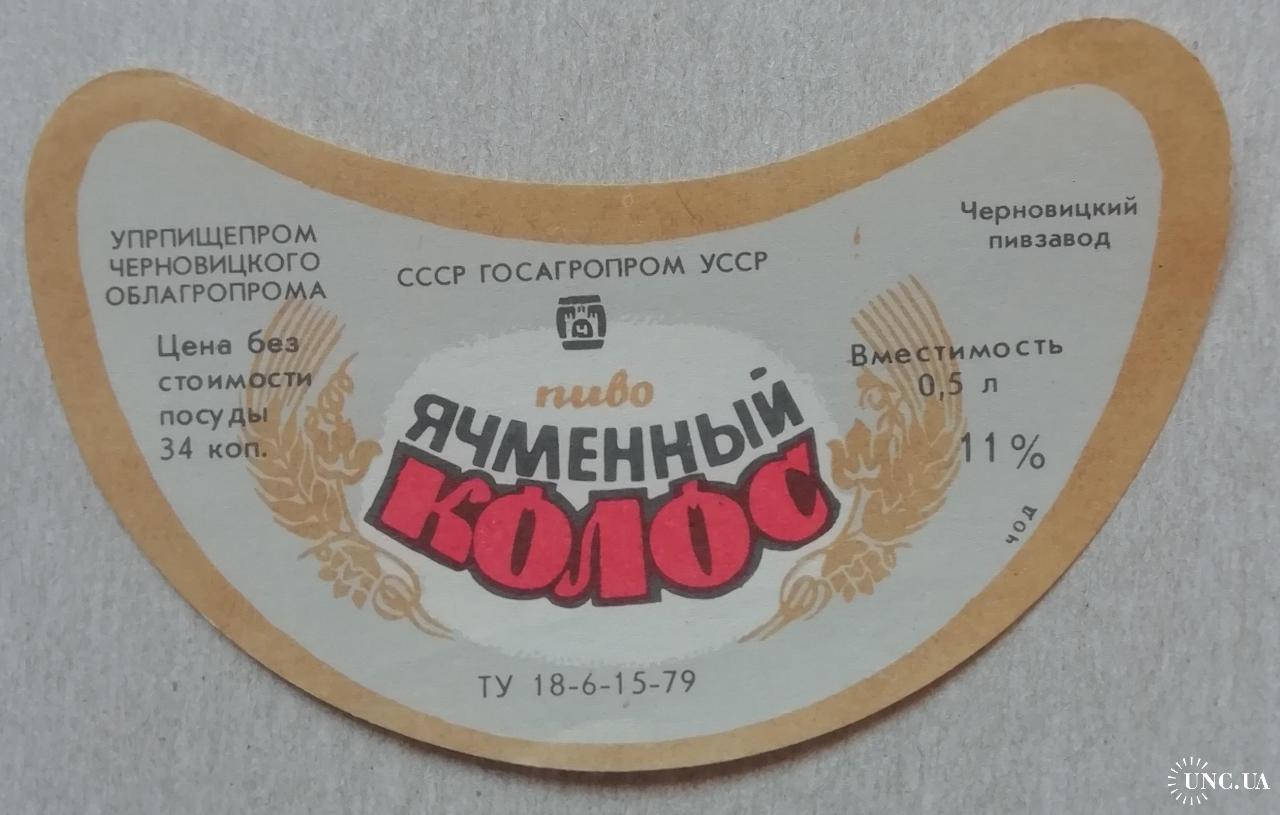 УПРПИЩЕПРОМ
ЧЕРНОВИЦКОГО
ОБЛАГРОПРОМА
Цена без
стоимости
посуды
34 коп.
СССР ГОСАГРОПРОМ УССР
Ч
пиво
ЯЧМЕННЫЙ
КОЛОС
ТУ 18-6-15-79
Черновицкий
пивзавод
Вместимость
0,5 л
11%
ЧОД
UNC.UA